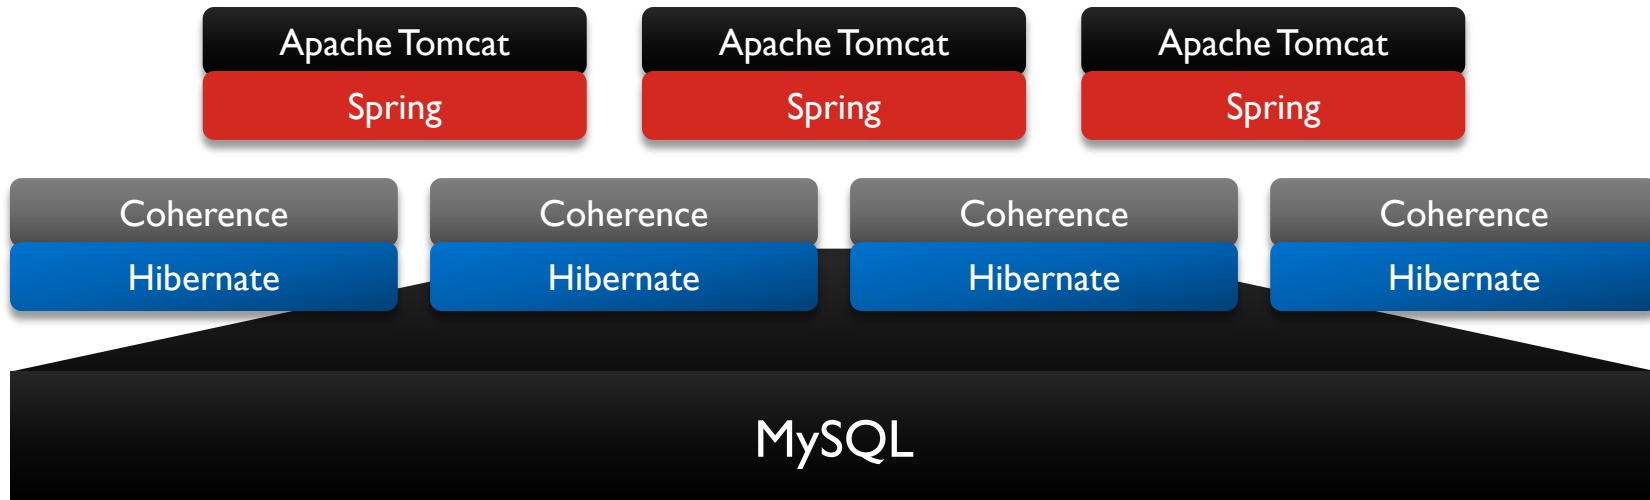 Apache Tomcat Apache Tomcat Apache Tomcat
Spring Spring Spring
Coherence Coherence Coherence Coherence
Hibernate Hibernate Hibernate Hibernate
MySQL